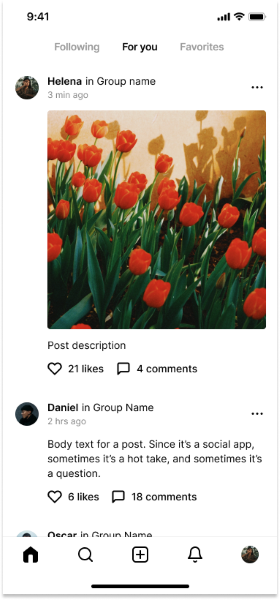 9:41
Following For you Favorites
Helena in Group name
3 min ago
Post description
21 likes 4 comments
Daniel in Group Name
2 hrs ago
Body text for a post. Since it's a social app,
sometimes it's a hot take, and sometimes it's
a question.
6 likes 18 comments
Oscar in Group Name